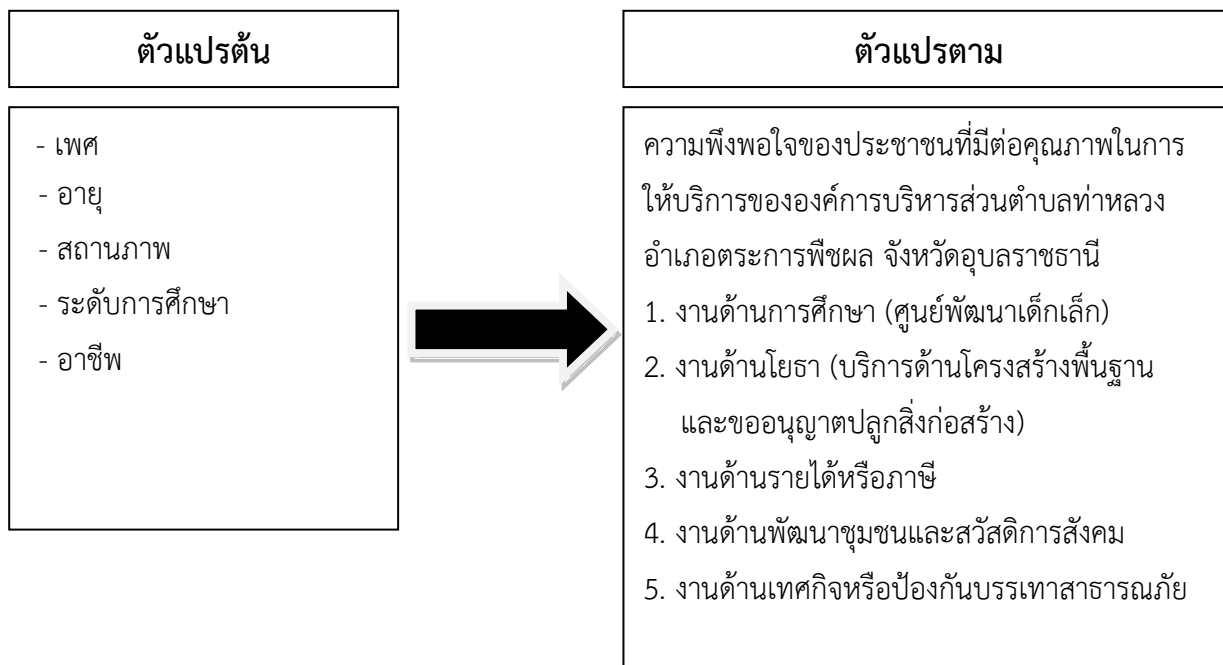 ตัวแปรต้น
- เพศ
- อายุ
- สถานภาพ
- ระดับการศึกษา
- อาชีพ
ตัวแปรตาม
ความพึงพอใจของประชาชนที่มีต่อคุณภาพในการ
ให้บริการขององค์การบริหารส่วนตำบลท่าหลวง
อำเภอตระการพืชผล จังหวัดอุบลราชธานี
1. งานด้านการศึกษา (ศูนย์พัฒนาเด็กเล็ก)
2. งานด้านโยธา (บริการด้านโครงสร้างพื้นฐาน
และขออนุญาตปลูกสิ่งก่อสร้าง)
3. งานด้านรายได้หรือภาษี
4. งานด้านพัฒนาชุมชนและสวัสดิการสังคม
5. งานด้านเทศกิจหรือป้องกันบรรเทาสาธารณภัย